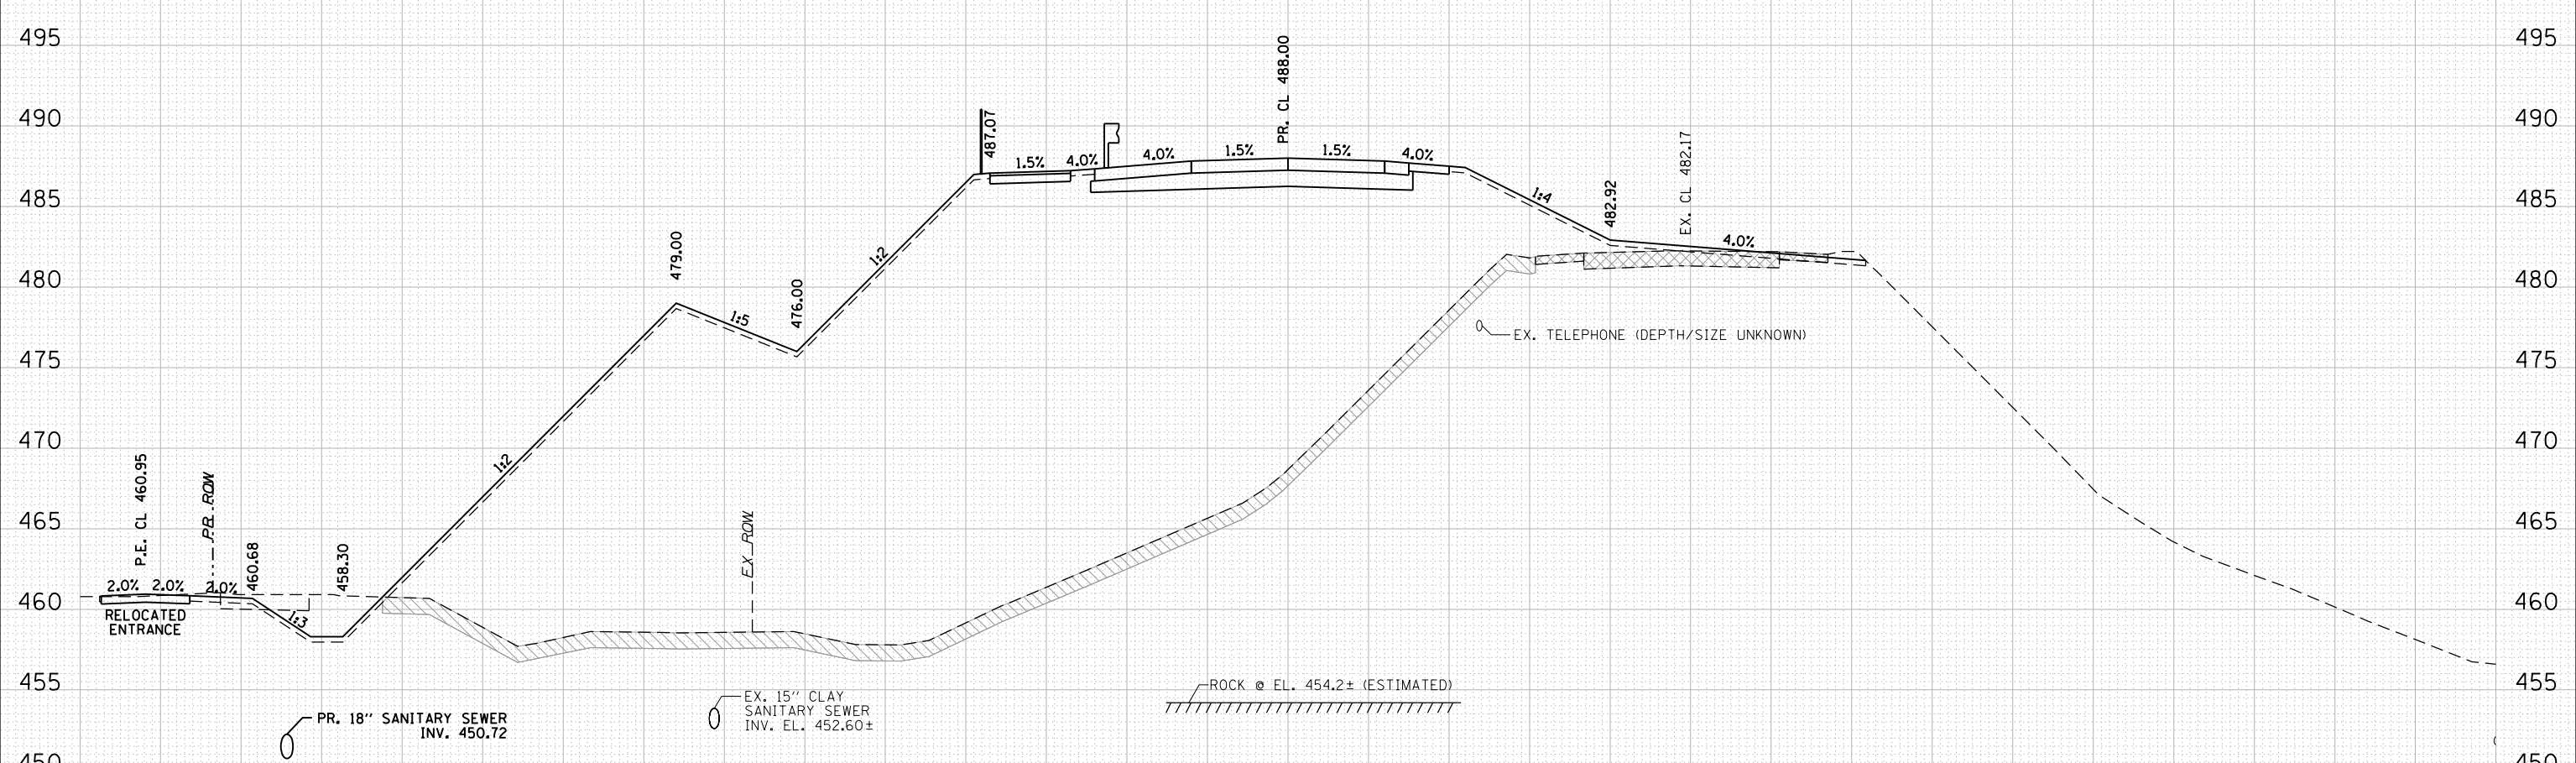 495
495
PR. CL 488.00
490
487.07
490
EX. CL 482.17
1.5%
4.0%
4.0%
1.5%
1.5%
4.0%
485
1:4
482.92
485
479.00
1:2
4.0%
480
476.00
480
1:5
EX. TELEPHONE (DEPTH/SIZE UNKNOWN)
475
475
470
470
1:2
P.E. CL 460.95
PR. ROW
465
EX ROW
465
460.68
458.30
2.0%
2.0%
2.0%
460
460
RELOCATED
ENTRANCE
1:3
455
ROCK @ EL. 454.2± (ESTIMATED)
455
EX. 15" CLAY
SANITARY SEWER
INV. EL. 452.60±
PR. 18" SANITARY SEWER
INV. 450.72
450
450